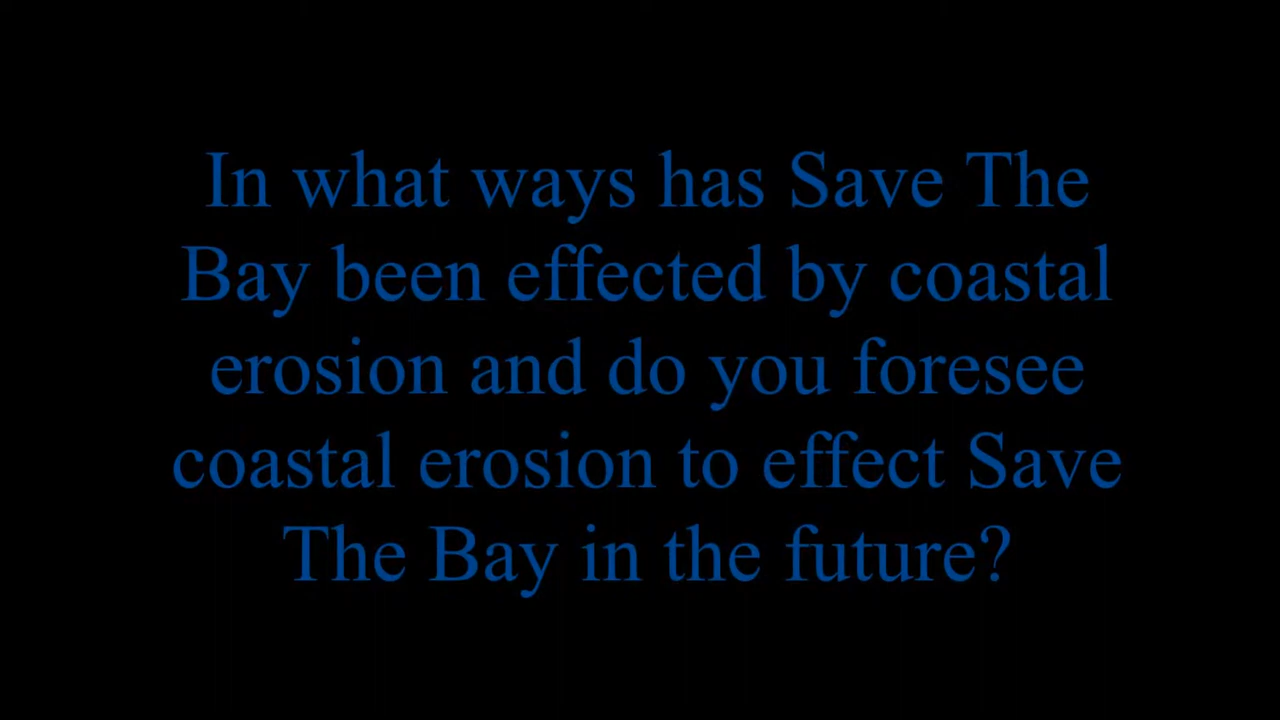 In what ways has Save The
Bay been effected by coastal
erosion and do you foresee
coastal erosion to effect Save
The Bay in the future?